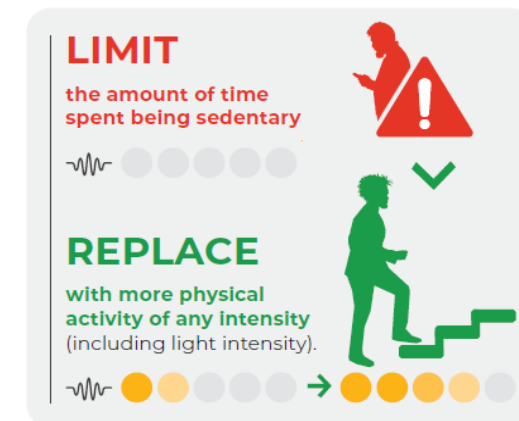 LIMIT
the amount of time
spent being sedentary
REPLACE
with more physical
activity of any intensity
(including light intensity).